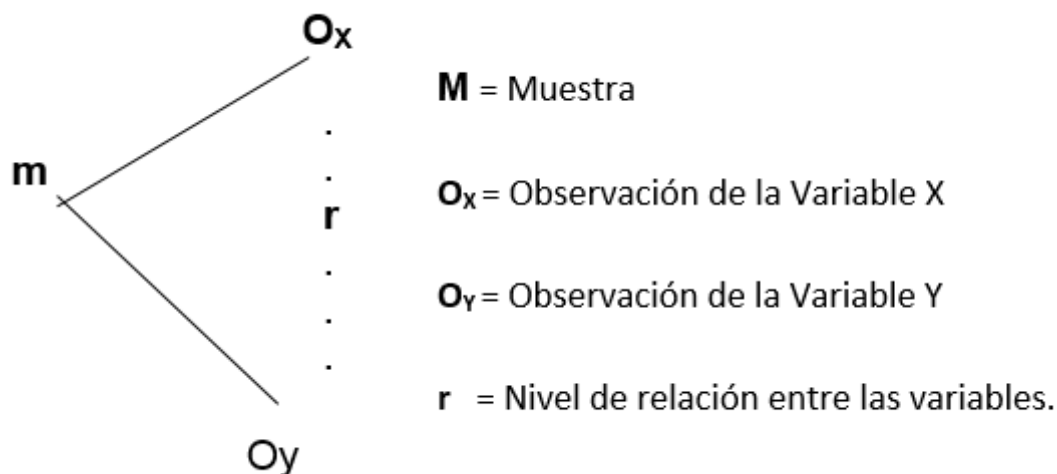 Ox
M = Muestra
m
Ox = Observación de la Variable X
r
OY = Observación de la Variable Y
r = Nivel de relación entre las variables.
Oy